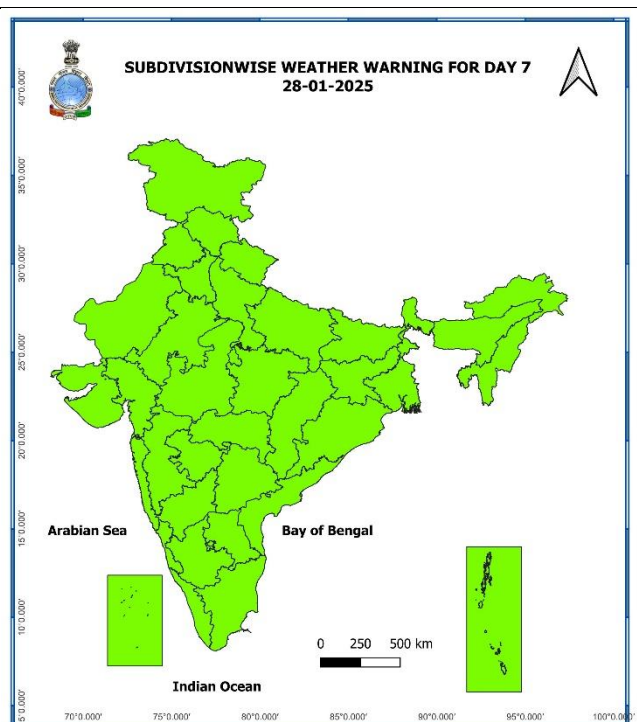 SUBDIVISIONWISE WEATHER WARNING FOR DAY 7
28-01-2025
40°0.000'
35°0.000'
30°0.000'
25°0.000'
20°0.000'
15°0.000'
10°0.000'
5°0.000'
Arabian Sea
Bay of Bengal
0 250 500 km
Indian Ocean
70°0.000' 75°0.000' 80°0.000' 85°0.000' 90°0.000' 95°0.000' 100°0.000'